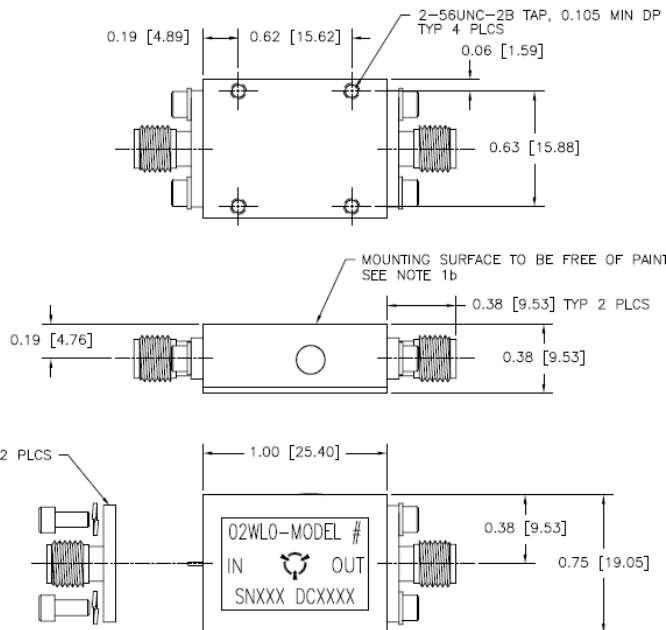 2-56UNC-2B TAP, 0.105 MIN DP
TYP 4 PLCS
0.19 [4.89]
0.62 [15.62]
0.06 [1.59]
0.63 [15.88]
MOUNTING SURFACE TO BE FREE OF PAINT
SEE NOTE 1b
0.38 [9.53] TYP 2 PLCS
0.19 [4.76]
0.38 [9.53]
2 PLCS
1.00 [25.40]
02WL0-MODEL #
IN OUT
SNXXX DCXXXX
0.38 [9.53]
0.75 [19.05]